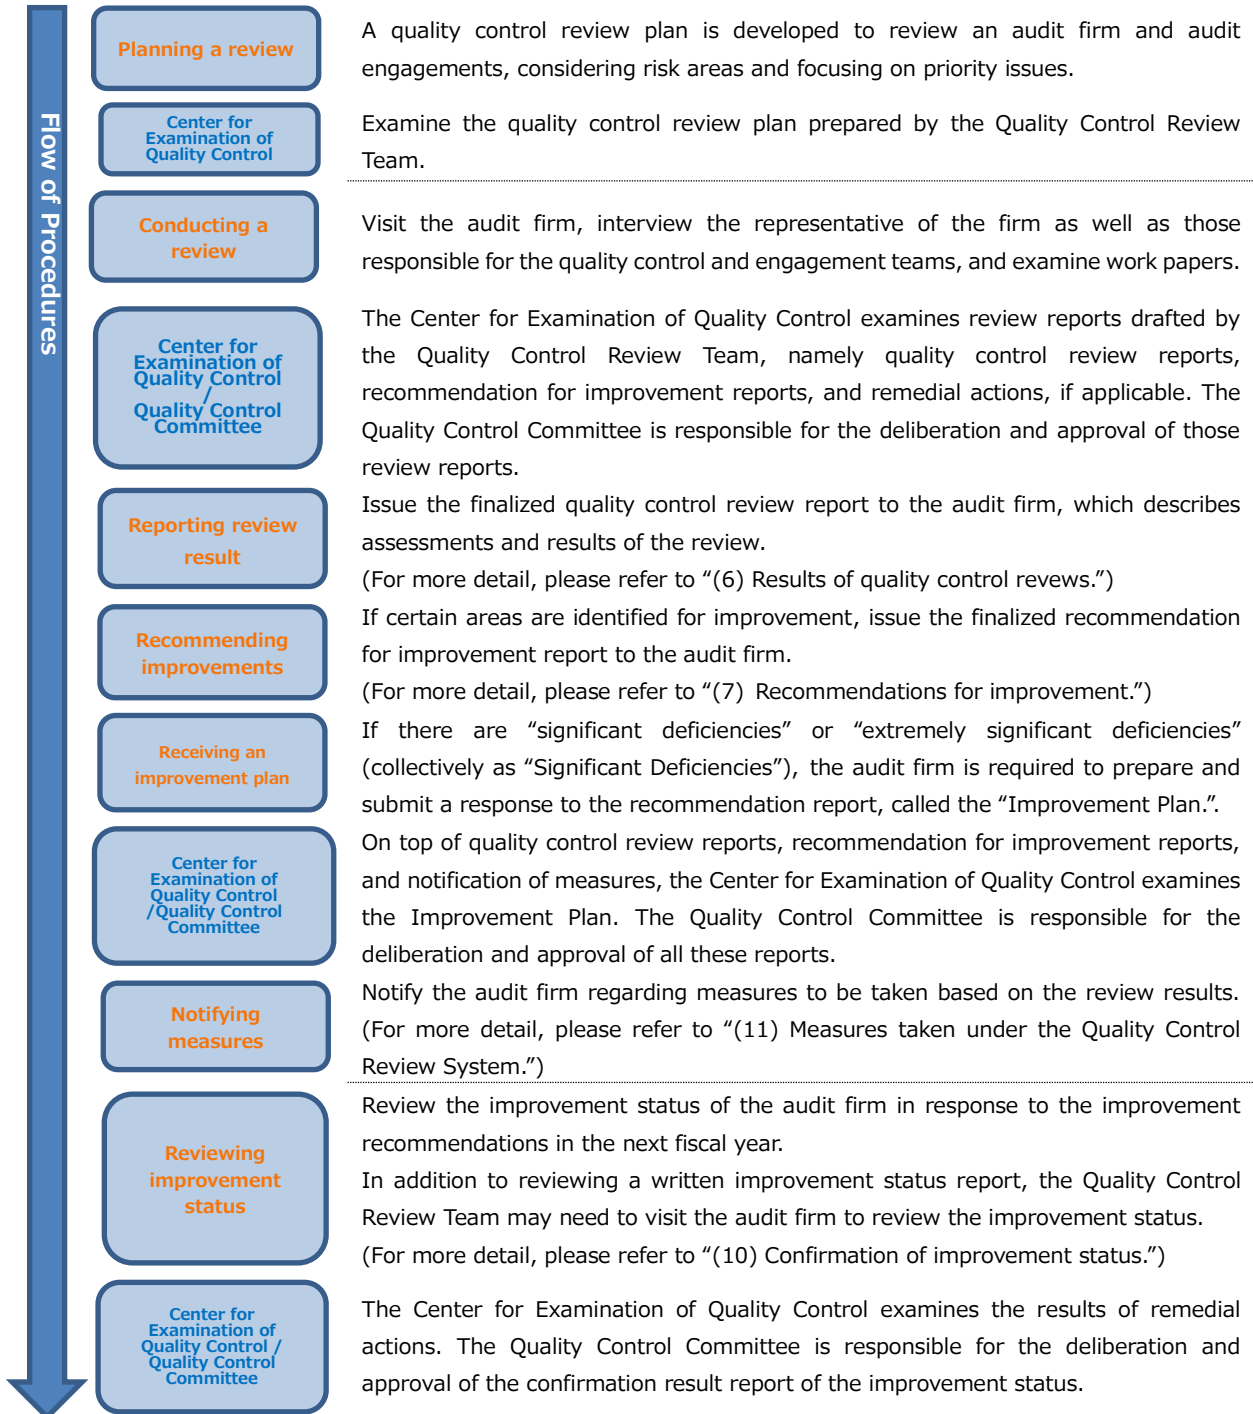 Flow of Procedures
Planning a review
A quality control review plan is developed to review an audit firm and audit
engagements, considering risk areas and focusing on priority issues.
Center for
Examination of
Quality Control
Examine the quality control review plan prepared by the Quality Control Review
Team.
Conducting a
review
Visit the audit firm, interview the representative of the firm as well as those
responsible for the quality control and engagement teams, and examine work papers.
Center for
Examination of
Quality Control
/
Quality Control
Committee
The Center for Examination of Quality Control examines review reports drafted by
the Quality Control Review Team, namely quality control review reports,
recommendation for improvement reports, and remedial actions, if applicable. The
Quality Control Committee is responsible for the deliberation and approval of those
review reports.
Reporting review
result
Issue the finalized quality control review report to the audit firm, which describes
assessments and results of the review.
(For more detail, please refer to “(6) Results of quality control revews.”)
Recommending
improvements
If certain areas are identified for improvement, issue the finalized recommendation
for improvement report to the audit firm.
(For more detail, please refer to “(7) Recommendations for improvement.”)
Receiving an
improvement plan
If there are “significant deficiencies” or “extremely significant deficiencies”
(collectively as “Significant Deficiencies”), the audit firm is required to prepare and
submit a response to the recommendation report, called the “Improvement Plan.”.
Center for
Examination of
Quality Control
/Quality Control
Committee
On top of quality control review reports, recommendation for improvement reports,
and notification of measures, the Center for Examination of Quality Control examines
the Improvement Plan. The Quality Control Committee is responsible for the
deliberation and approval of all these reports.
Notifying
measures
Notify the audit firm regarding measures to be taken based on the review results.
(For more detail, please refer to “(11) Measures taken under the Quality Control
Review System.”)
Reviewing
improvement
status
Review the improvement status of the audit firm in response to the improvement
recommendations in the next fiscal year.
In addition to reviewing a written improvement status report, the Quality Control
Review Team may need to visit the audit firm to review the improvement status.
(For more detail, please refer to “(10) Confirmation of improvement status.”)
Center for
Examination of
Quality Control /
Quality Control
Committee
The Center for Examination of Quality Control examines the results of remedial
actions. The Quality Control Committee is responsible for the deliberation and
approval of the confirmation result report of the improvement status.